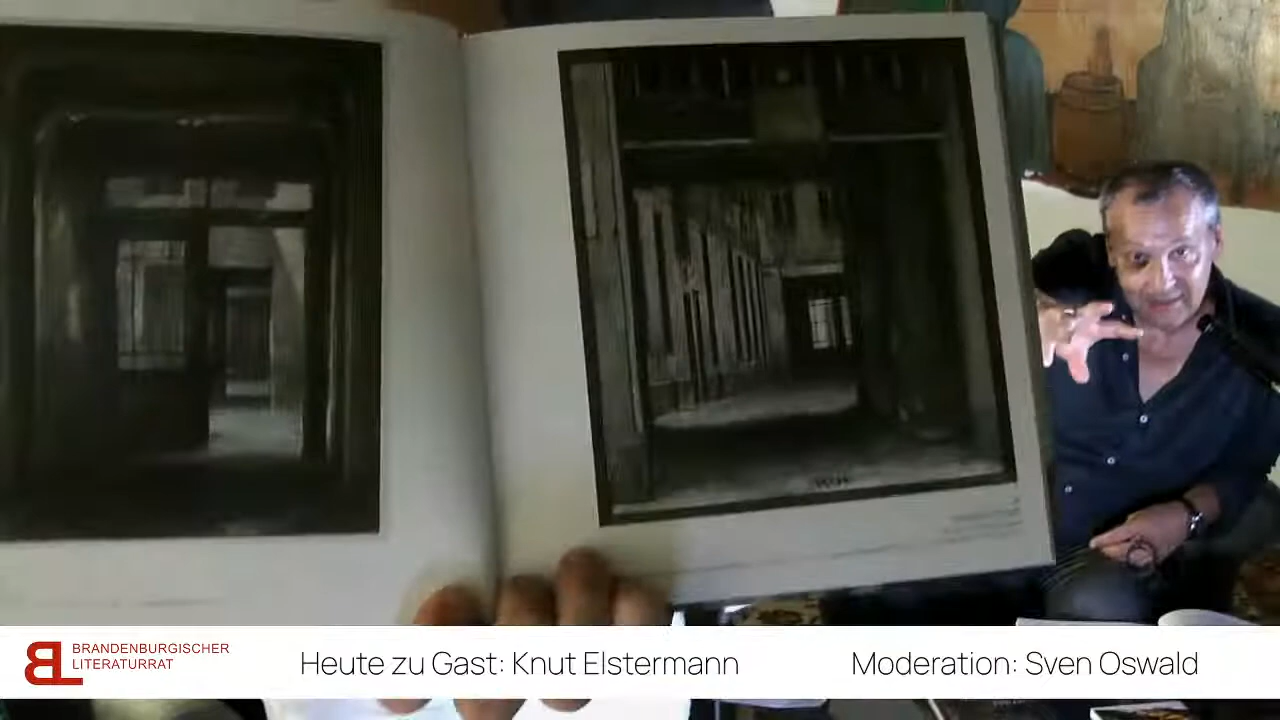 BRANDENBURGISCHER
LITERATURRAT
Heute zu Gast: Knut Elstermann
Moderation: Sven Oswald